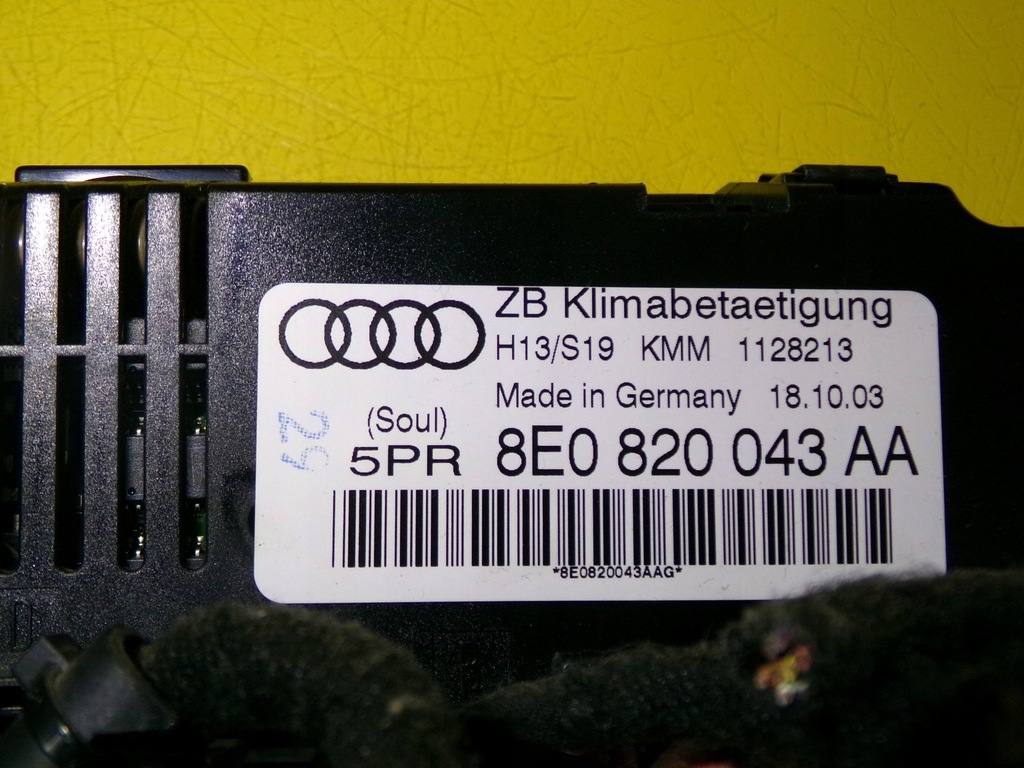 ZB Klimabetaetigung
H13/S19 KMM 1128213
Made in Germany 18.10.03
(Soul)
5PR 8E0 820 043 AA
*8E0820043AAG*